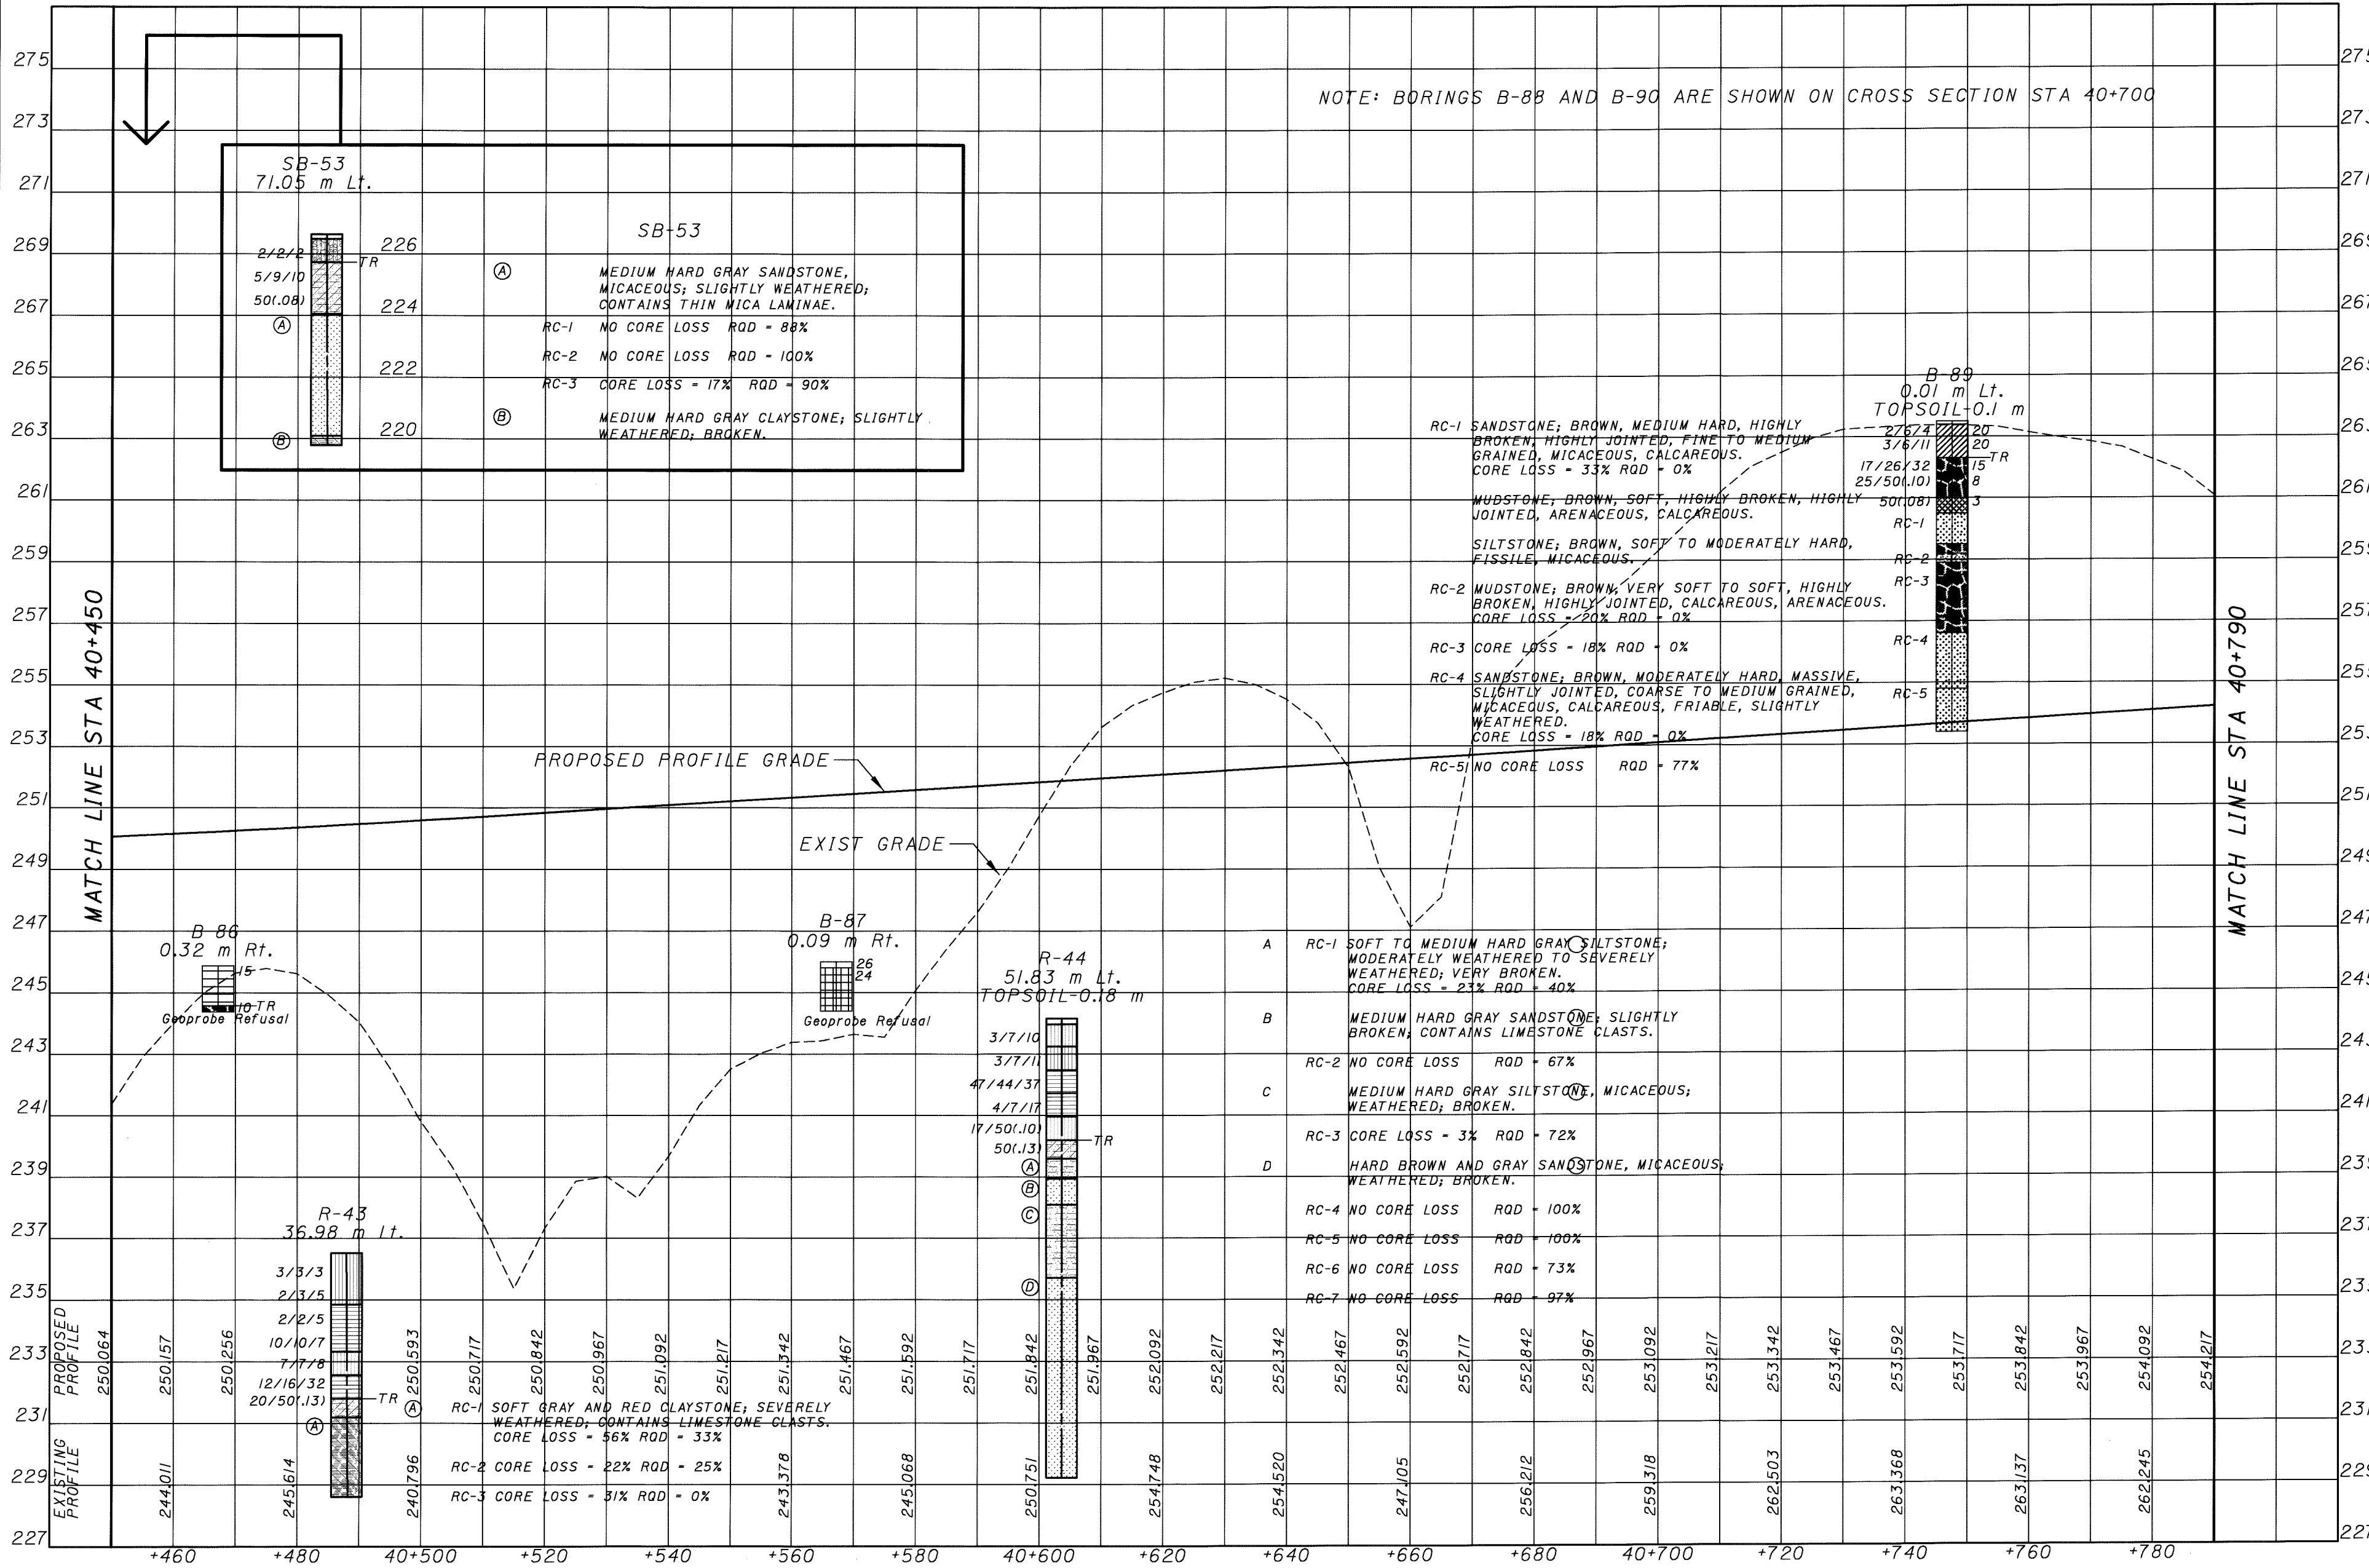 NOTE: BORINGS B-88 AND B-90 ARE SHOWN ON CROSS SECTION STA 40+700
275
273
271
269
267
265
263
261
259
257
255
253
251
249
247
245
243
241
239
237
235
233
231
229
227
MATCH LINE STA 40+450
SB-53
71.05 m Lt.
2/2/2
TR
5/9/10
50(.08)
A
B
226
224
222
220
SB-53
A MEDIUM HARD GRAY SANDSTONE,
MICACEOUS; SLIGHTLY WEATHERED;
CONTAINS THIN MICA LAMINAE.
RC-1 NO CORE LOSS RQD = 88%
RC-2 NO CORE LOSS RQD = 100%
RC-3 CORE LOSS = 17% RQD = 90%
B MEDIUM HARD GRAY CLAYSTONE; SLIGHTLY
WEATHERED; BROKEN.
B-89
0.01 m Lt.
TOPSOIL-0.1 m
2/6/4 20
3/6/11 20
TR
17/26/32 15
25/50(.10) 8
50(.08) 3
RC-1
RC-2
RC-3
RC-4
RC-5
RC-1 SANDSTONE; BROWN, MEDIUM HARD, HIGHLY
BROKEN, HIGHLY JOINTED, FINE TO MEDIUM
GRAINED, MICACEOUS, CALCAREOUS.
CORE LOSS = 33% RQD = 0%
MUDSTONE; BROWN, SOFT, HIGHLY BROKEN, HIGHLY
JOINTED, ARENACEOUS, CALCAREOUS.
SILTSTONE; BROWN, SOFT TO MODERATELY HARD,
FISSILE, MICACEOUS.
RC-2 MUDSTONE; BROWN, VERY SOFT TO SOFT, HIGHLY
BROKEN, HIGHLY JOINTED, CALCAREOUS, ARENACEOUS.
CORE LOSS = 20% RQD = 0%
RC-3 CORE LOSS = 18% RQD = 0%
RC-4 SANDSTONE; BROWN, MODERATELY HARD, MASSIVE,
SLIGHTLY JOINTED, COARSE TO MEDIUM GRAINED,
MICACEOUS, CALCAREOUS, FRIABLE, SLIGHTLY
WEATHERED.
CORE LOSS = 18% RQD = 0%
RC-5 NO CORE LOSS RQD = 77%
MATCH LINE STA 40+790
PROPOSED PROFILE GRADE
EXIST GRADE
B-86
0.32 m Rt.
15
10
TR
Geoprobe Refusal
B-87
0.09 m Rt.
26
24
Geoprobe Refusal
R-44
51.83 m Lt.
TOPSOIL-0.18 m
3/7/10
3/7/11
47/44/37
4/7/17
17/50(.10)
TR
50(.13)
A
B
C
D
A RC-1 SOFT TO MEDIUM HARD GRAY SILTSTONE;
MODERATELY WEATHERED TO SEVERELY
WEATHERED; VERY BROKEN.
CORE LOSS = 23% RQD = 40%
B MEDIUM HARD GRAY SANDSTONE; SLIGHTLY
BROKEN; CONTAINS LIMESTONE CLASTS.
RC-2 NO CORE LOSS RQD = 67%
C MEDIUM HARD GRAY SILTSTONE, MICACEOUS;
WEATHERED; BROKEN.
RC-3 CORE LOSS = 3% RQD = 72%
D HARD BROWN AND GRAY SANDSTONE, MICACEOUS;
WEATHERED; BROKEN.
RC-4 NO CORE LOSS RQD = 100%
RC-5 NO CORE LOSS RQD = 100%
RC-6 NO CORE LOSS RQD = 73%
RC-7 NO CORE LOSS RQD = 97%
R-43
36.98 m lt.
3/3/3
2/3/5
2/2/5
10/10/7
7/7/8
12/16/32
TR
20/50(.13)
A
A RC-1 SOFT GRAY AND RED CLAYSTONE; SEVERELY
WEATHERED; CONTAINS LIMESTONE CLASTS.
CORE LOSS = 56% RQD = 33%
RC-2 CORE LOSS = 22% RQD = 25%
RC-3 CORE LOSS = 31% RQD = 0%
PROPOSED PROFILE
250.064 250.157 250.256 250.593 250.717 250.842 250.967 251.092 251.217 251.342 251.467 251.592 251.717 251.842 251.967 252.092 252.217 252.342 252.467 252.592 252.717 252.842 252.967 253.092 253.217 253.342 253.467 253.592 253.717 253.842 253.967 254.092 254.217
EXISTING PROFILE
244.011 245.614 240.796 243.378 245.068 250.751 254.748 254.520 247.105 256.212 259.318 262.503 263.368 263.137 262.245
+460 +480 40+500 +520 +540 +560 +580 40+600 +620 +640 +660 +680 40+700 +720 +740 +760 +780